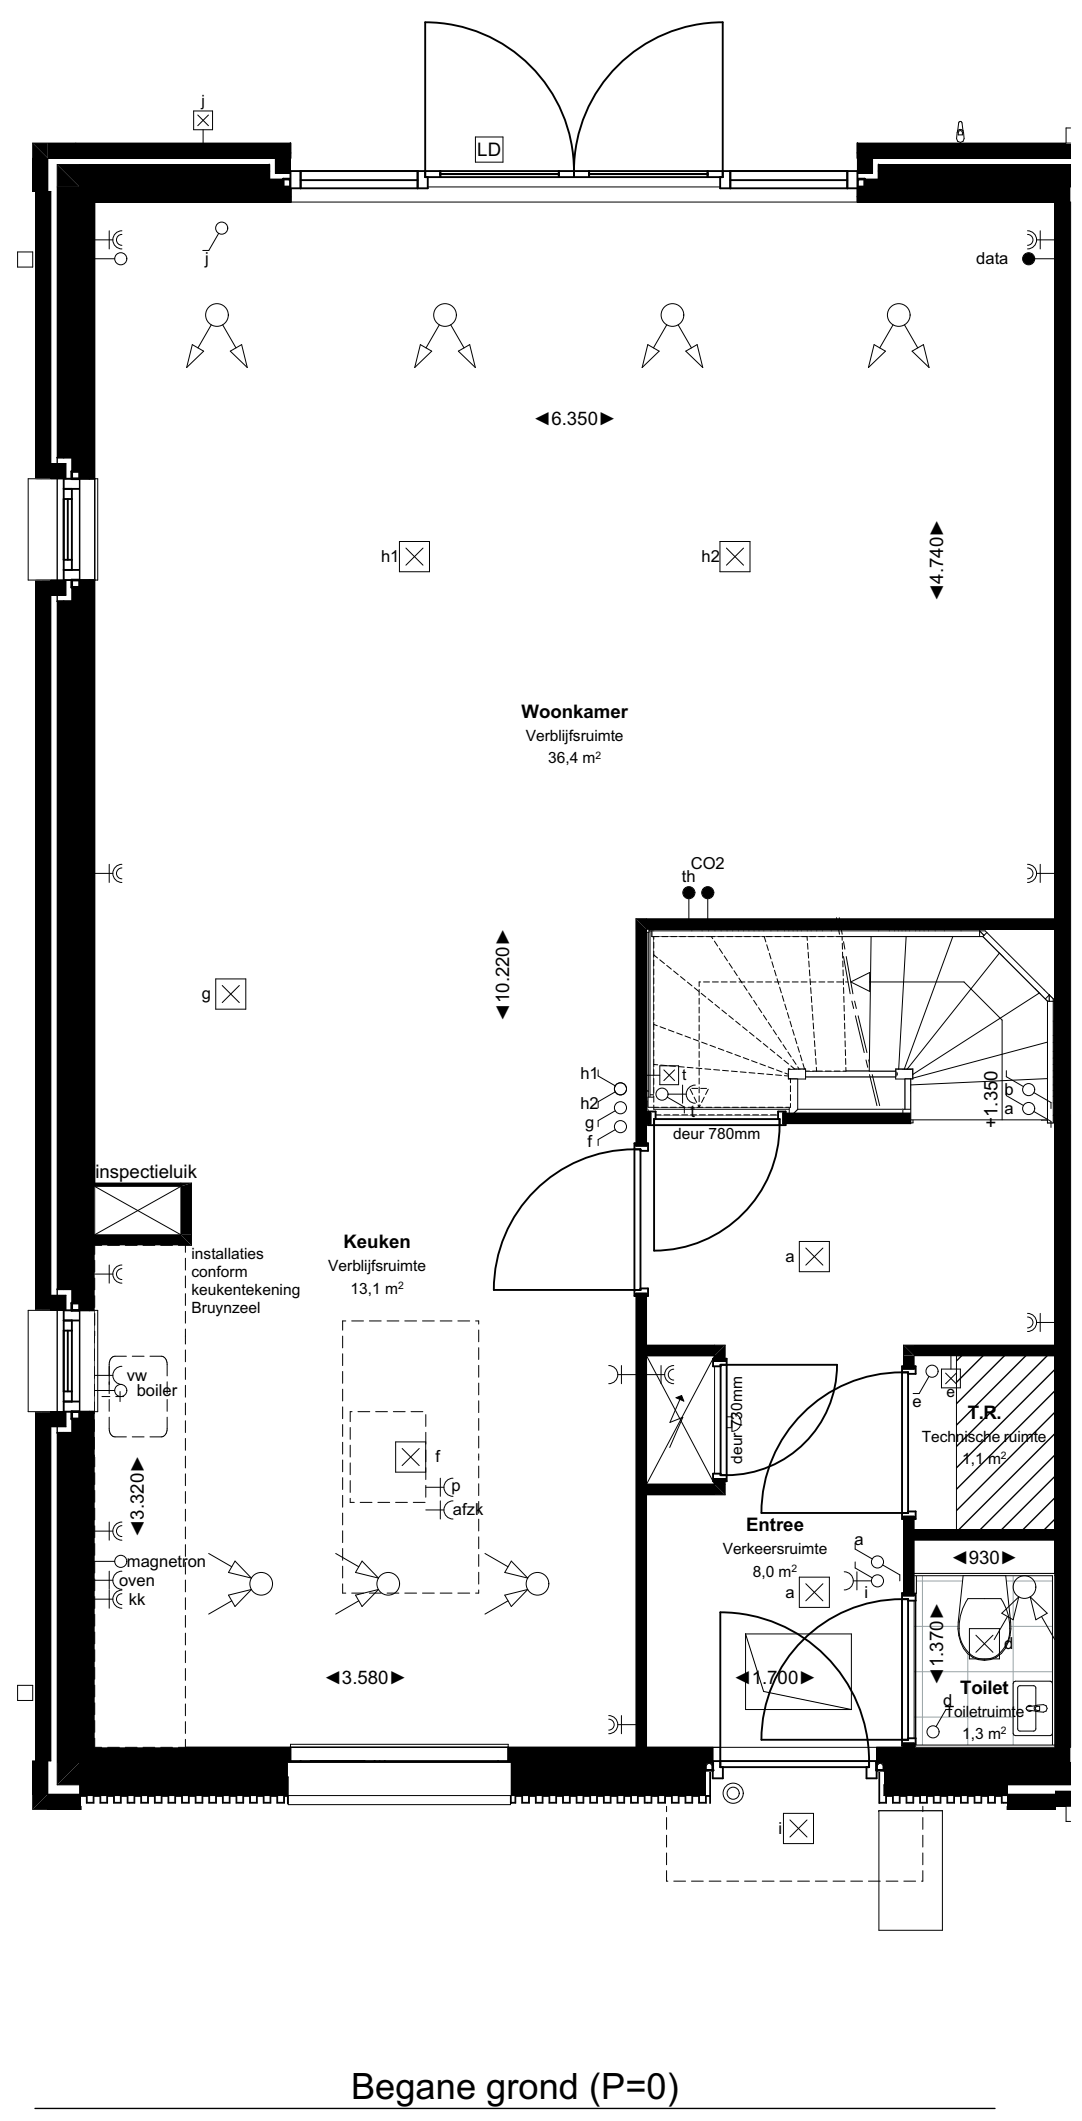 j
LD
j
data
6.350
h1
h2
4.740
Woonkamer
Verblijfsruimte
36,4 m²
CO2
th
10.220
g
h1
h2
g
f
t
t
deur 780mm
+1.350
b
a
inspectieluik
installaties
conform
keukentekening
Bruynzeel
Keuken
Verblijfsruimte
13,1 m²
a
vw
boiler
deur 730mm
e
e
T.R.
Technische ruimte
1,1 m²
f
p
afzk
3.320
magnetron
oven
kk
Entree
Verkeersruimte
8,0 m²
a
a
i
930
1.370
d
d
Toilet
Toiletruimte
1,3 m²
3.580
1.700
i
Begane grond (P=0)